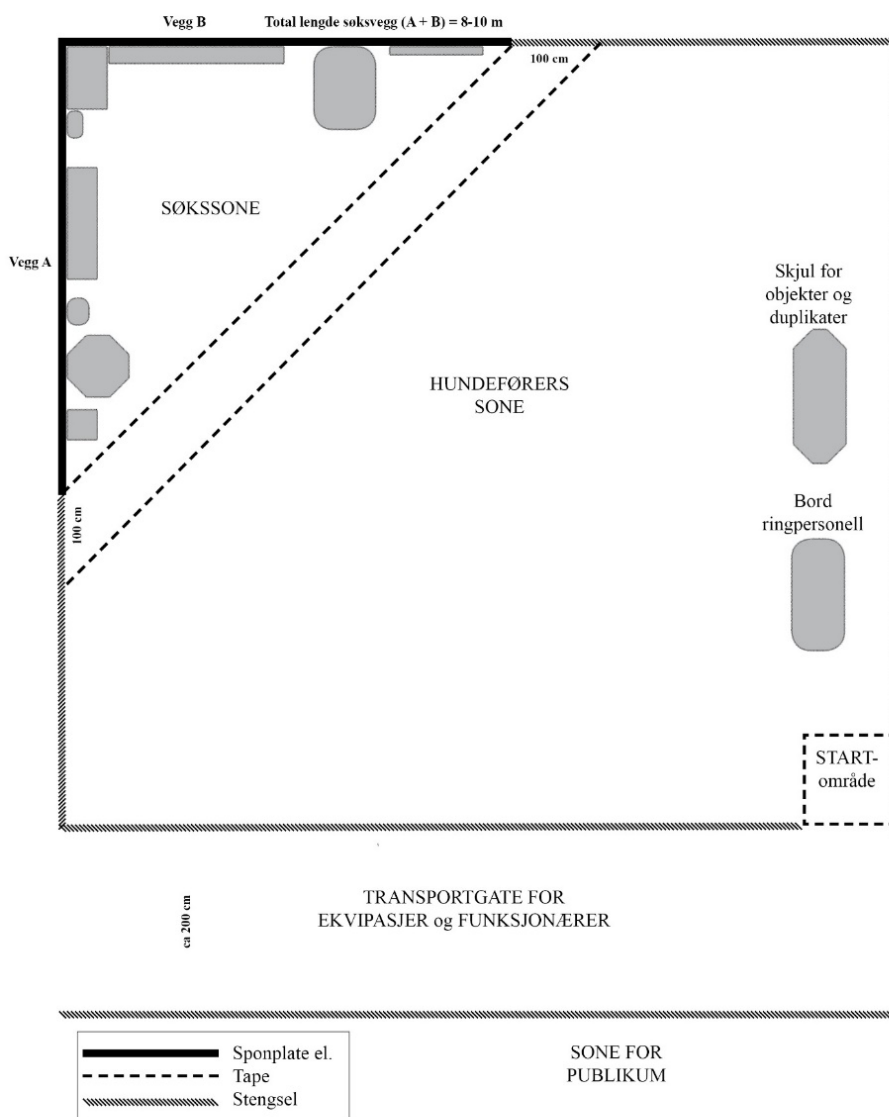 Vegg B
Total lengde søksvegg (A + B) = 8-10 m
100 cm
SØKSSONE
Vegg A
Skjul for
objekter og
duplikater
HUNDEFØRERS
SONE
Bord
ringpersonell
100 cm
START-
område
TRANSPORTGATE FOR
EKVIPASJER og FUNKSJONÆRER
ca 200 cm
Sponplate el.
Tape
Stengsel
SONE FOR
PUBLIKUM